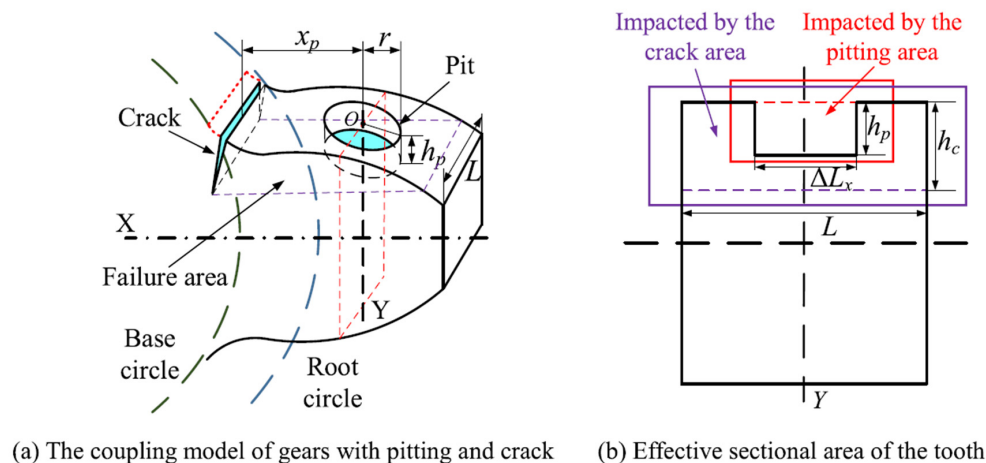 x_p
r
Pit
Crack
O
h_p
L
X
Failure area
Y
Base
circle
Root
circle
(a) The coupling model of gears with pitting and crack
Impacted by the
crack area
Impacted by the
pitting area
h_p
h_c
ΔL_x
L
Y
(b) Effective sectional area of the tooth